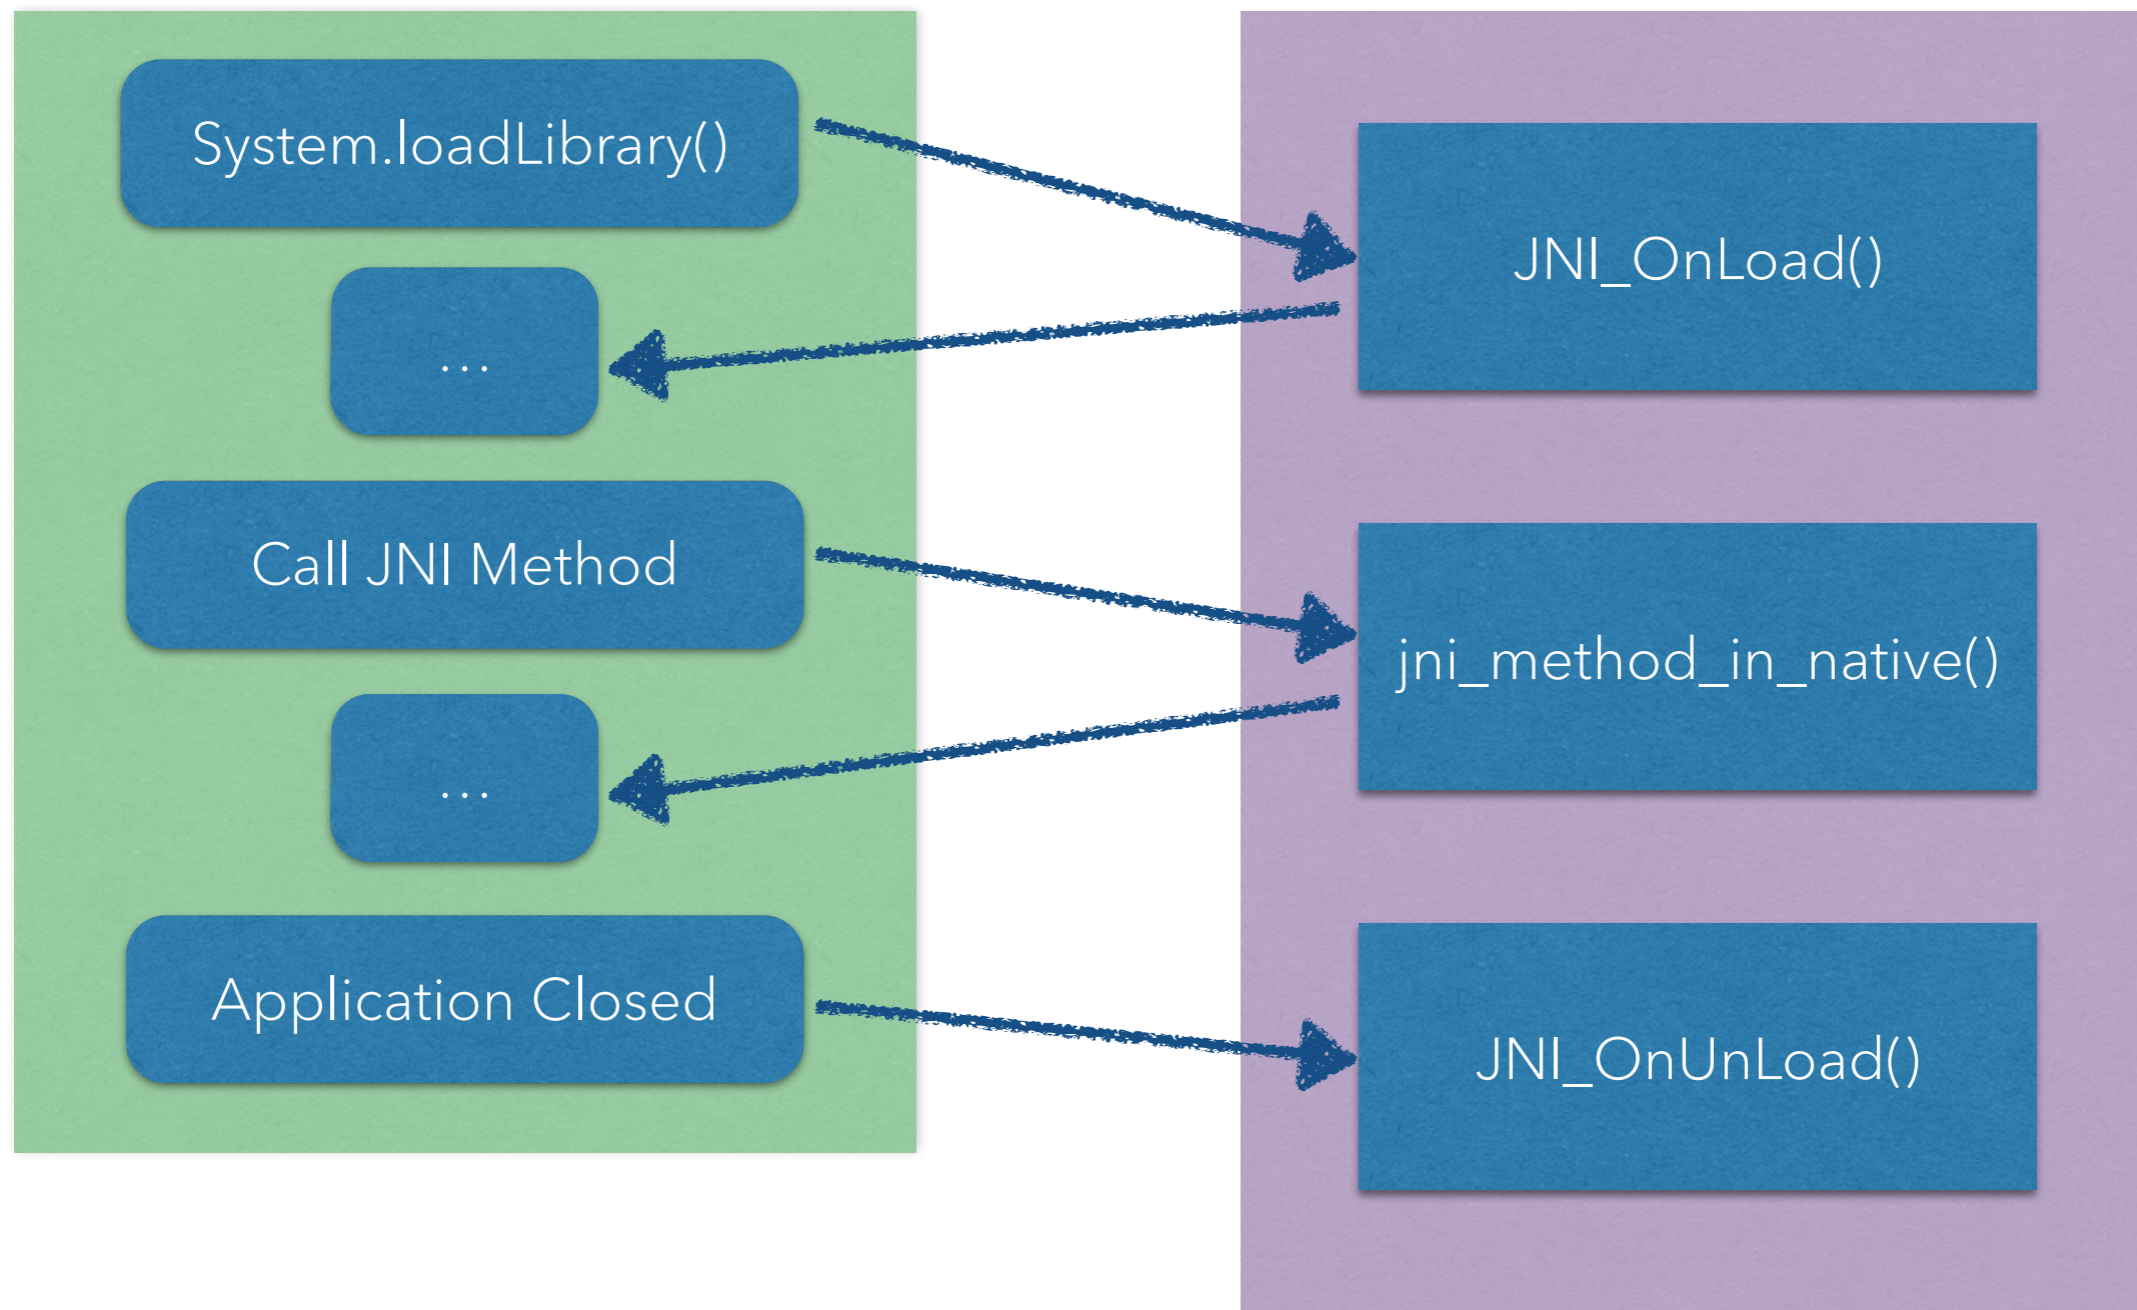 System.loadLibrary()
...
Call JNI Method
...
Application Closed
JNI_OnLoad()
jni_method_in_native()
JNI_OnUnLoad()